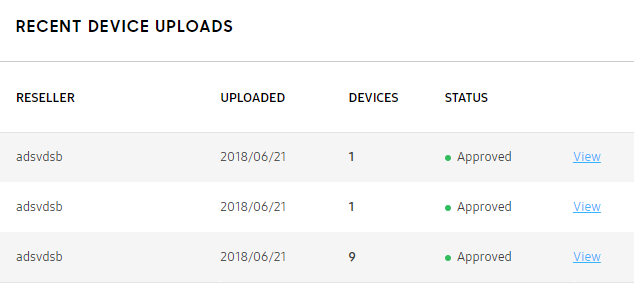 RECENT DEVICE UPLOADS
RESELLER UPLOADED DEVICES STATUS
adsvdsb 2018/06/21 1 Approved View
adsvdsb 2018/06/21 1 Approved View
adsvdsb 2018/06/21 9 Approved View